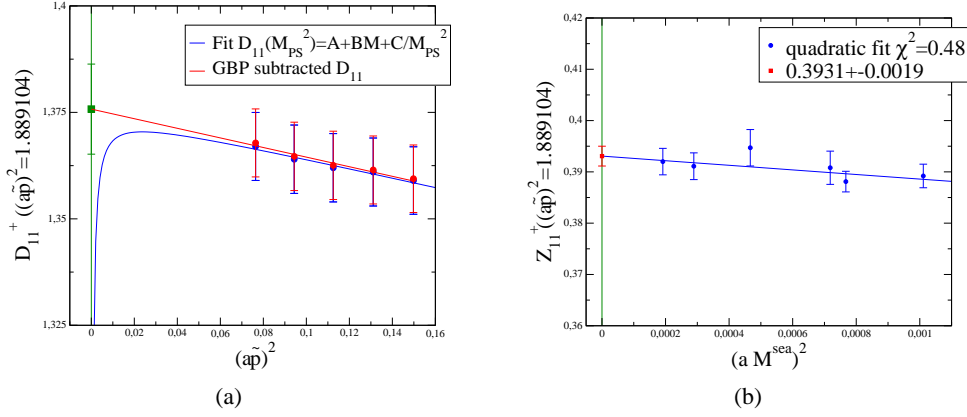 1,4
1,375
1,35
1,325
D₁₁⁺ ((ap̃)²=1.889104)
Fit D₁₁(M_PS²)=A+BM+C/M_PS²
GBP subtracted D₁₁
0 0,02 0,04 0,06 0,08 0,1 0,12 0,14 0,16
(ap̃)²
(a)
0,42
0,41
0,4
0,39
0,38
0,37
0,36
Z₁₁⁺ ((ap̃)²=1.889104)
quadratic fit χ²=0.48
0.3931+-0.0019
0 0,0002 0,0004 0,0006 0,0008 0,001
(a M^sea)²
(b)